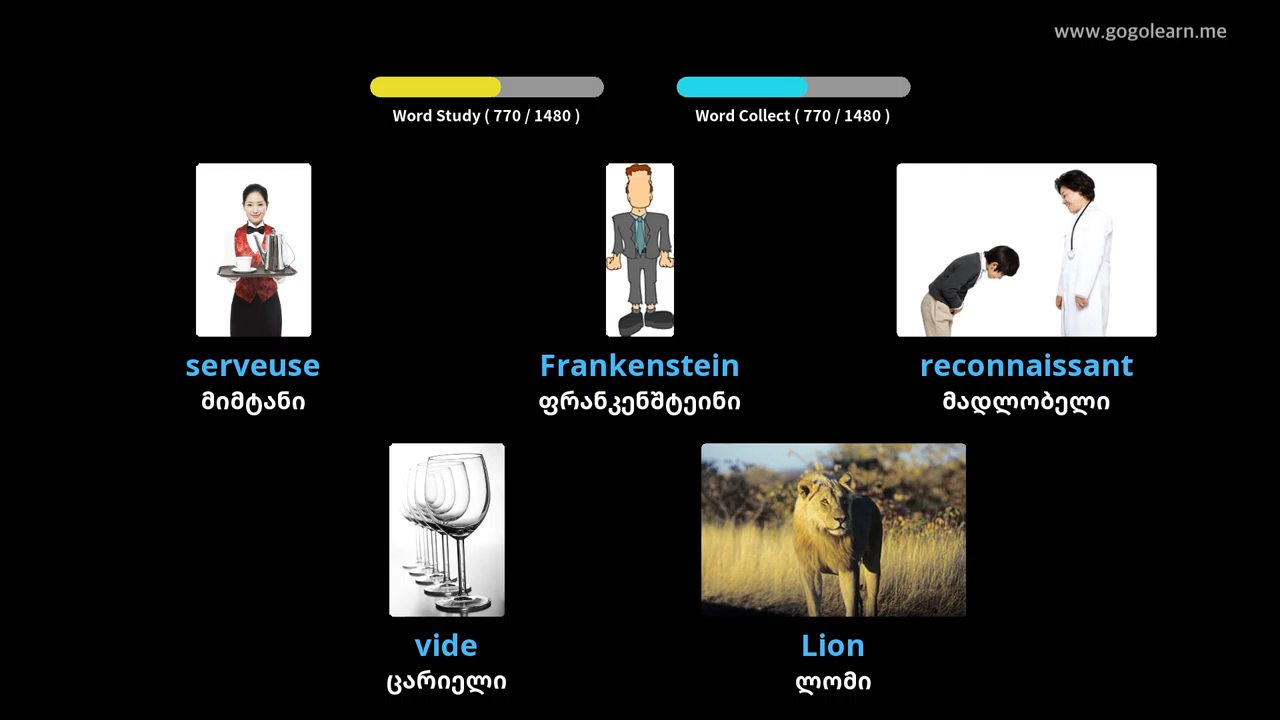 www.gogolearn.me
Word Study ( 770 / 1480 )
Word Collect ( 770 / 1480 )
serveuse
მიმტანი
Frankenstein
ფრანკენშტეინი
reconnaissant
მადლობელი
vide
ცარიელი
Lion
ლომი